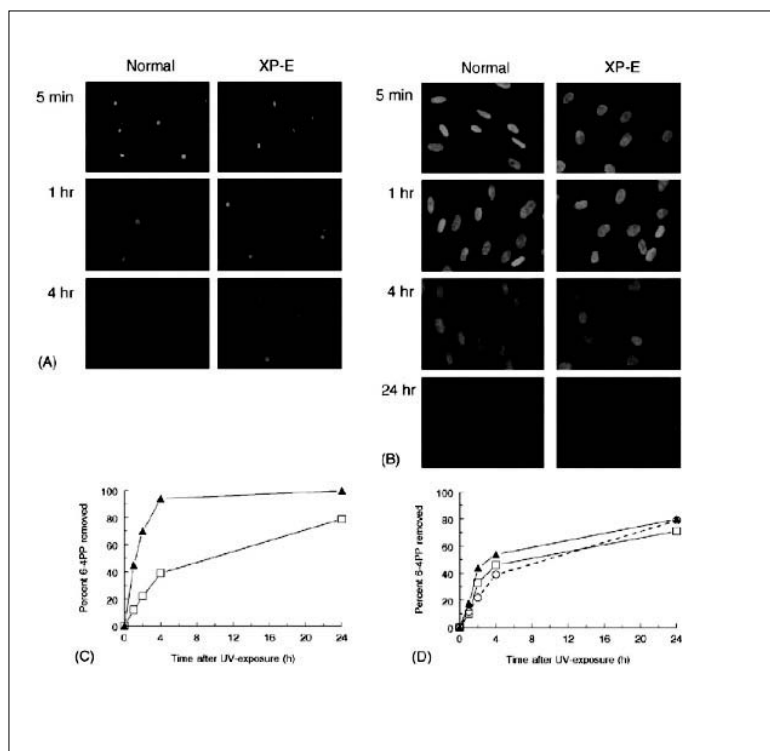 Normal XP-E
5 min
1 hr
4 hr
(A)
Normal XP-E
5 min
1 hr
4 hr
24 hr
(B)
Percent 6-4PP removed
100
80
60
40
20
0
0 4 8 12 16 20 24
Time after UV-exposure (h)
(C)
Percent 6-4PP removed
100
80
60
40
20
0
0 4 8 12 16 20 24
Time after UV-exposure (h)
(D)